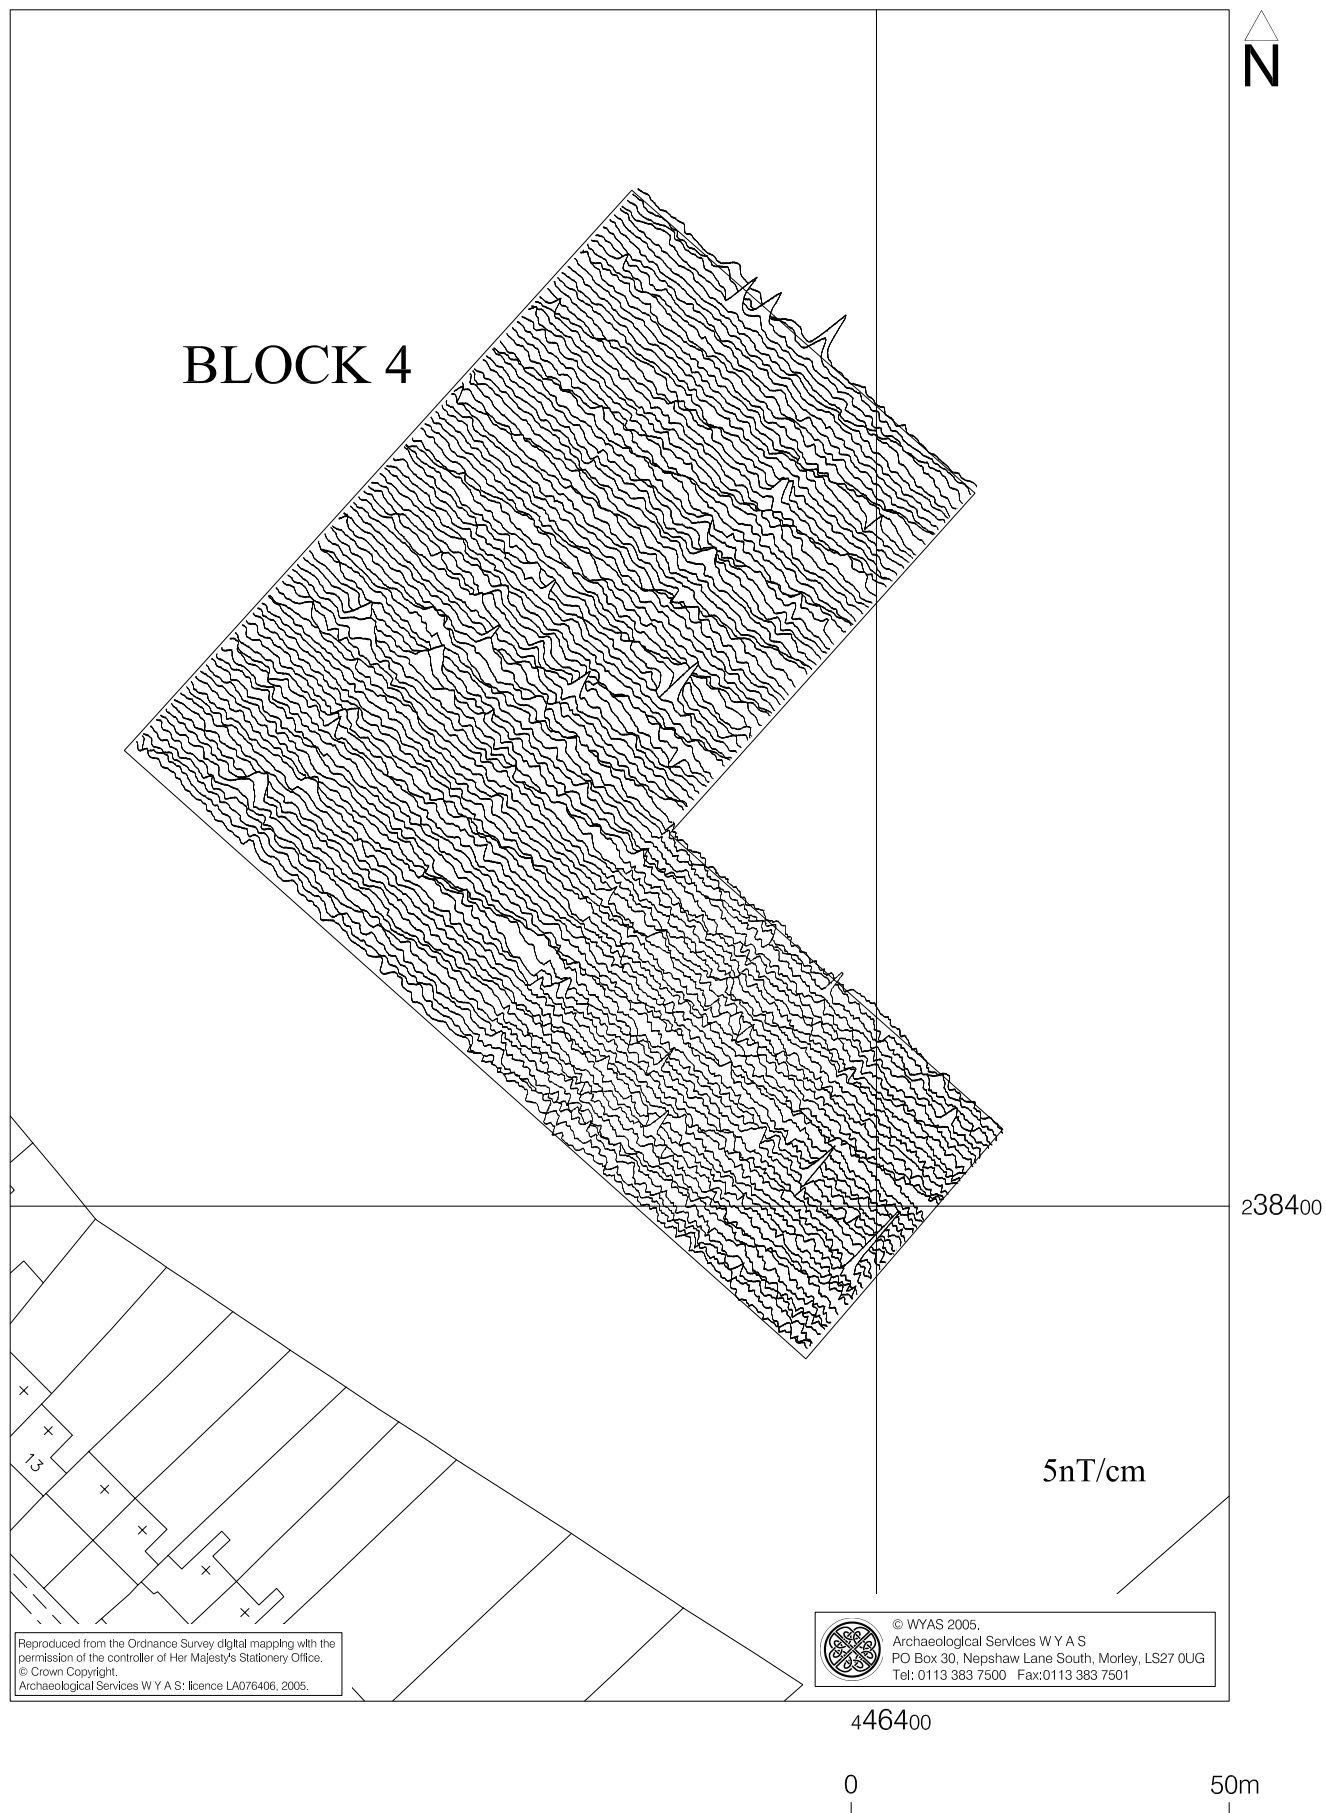 N
BLOCK 4
238400
13
5nT/cm
Reproduced from the Ordnance Survey digital mapping with the
permission of the controller of Her Majesty's Stationery Office.
© Crown Copyright.
Archaeological Services W Y A S: licence LA076406, 2005.
© WYAS 2005.
Archaeological Services W Y A S
PO Box 30, Nepshaw Lane South, Morley, LS27 0UG
Tel: 0113 383 7500 Fax:0113 383 7501
446400
0 50m